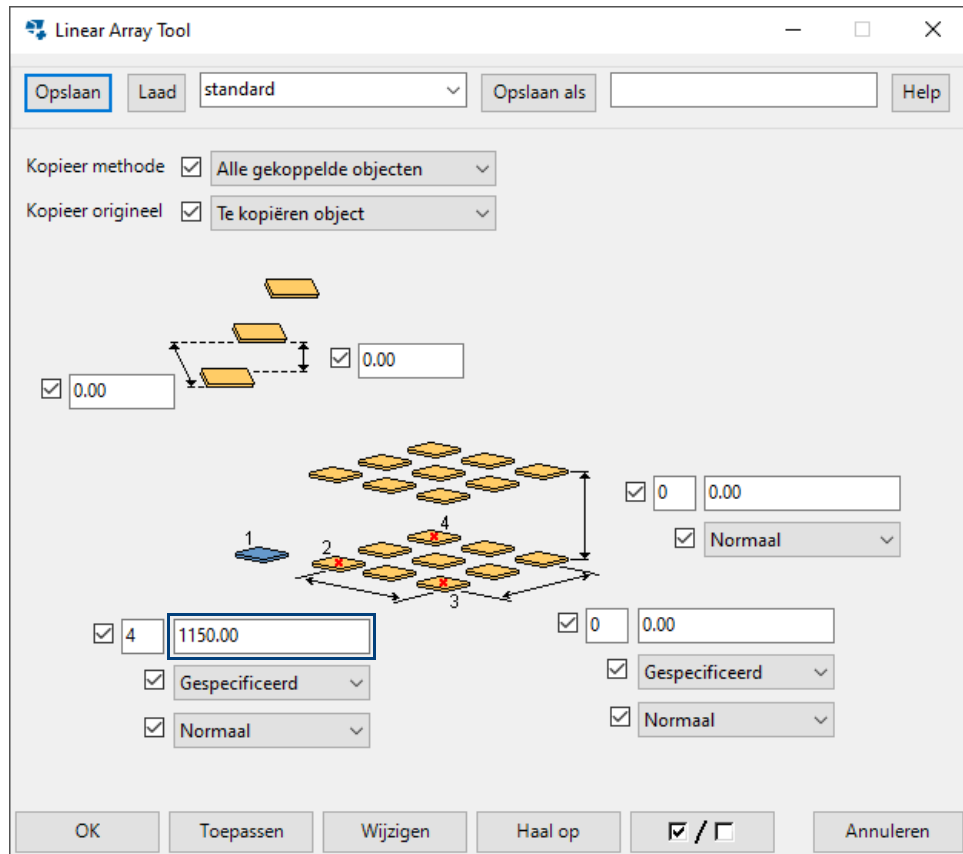 Linear Array Tool
Opslaan Laad standard Opslaan als Help
Kopieer methode Alle gekoppelde objecten
Kopieer origineel Te kopiëren object
0.00
0.00
4
0 0.00
1
2
Normaal
3
4 1150.00
0 0.00
Gespecificeerd
Gespecificeerd
Normaal
Normaal
OK Toepassen Wijzigen Haal op / Annuleren